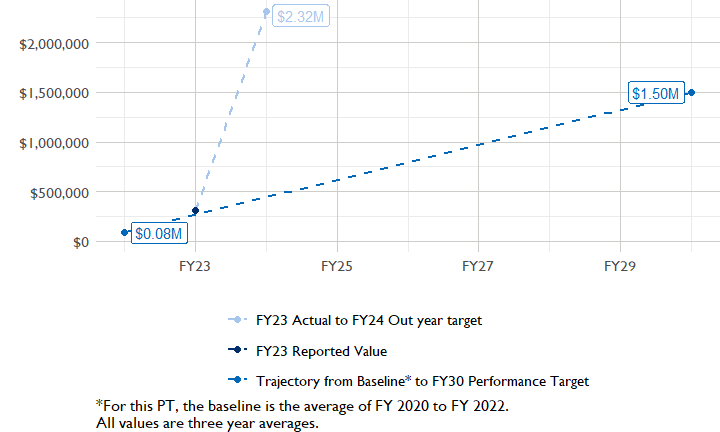 $2.32M
$2,000,000
$1,500,000
$1.50M
$1,000,000
$500,000
$0.08M
$0
FY23 FY25 FY27 FY29
FY23 Actual to FY24 Out year target
FY23 Reported Value
Trajectory from Baseline* to FY30 Performance Target
*For this PT, the baseline is the average of FY 2020 to FY 2022.
All values are three year averages.